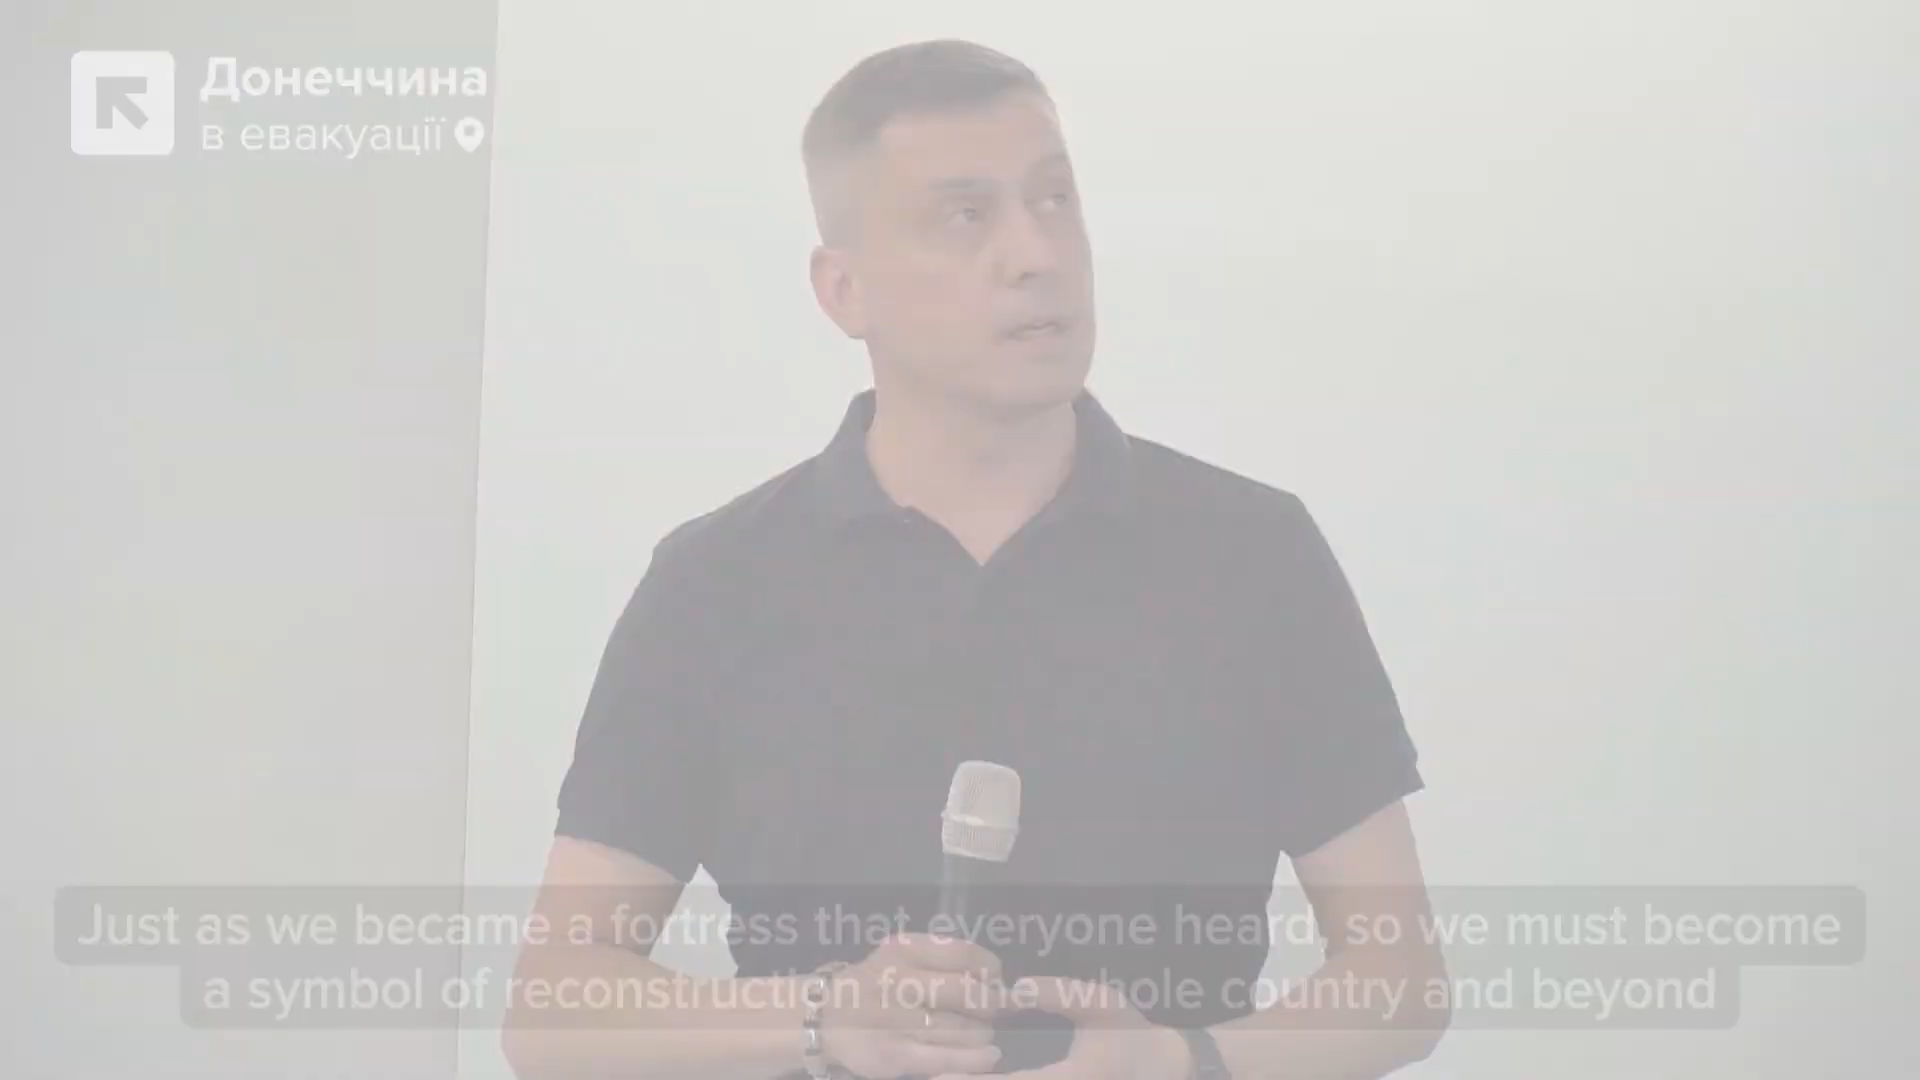 Донеччина
в евакуації
Just as we became a fortress that everyone heard, so we must become
a symbol of reconstruction for the whole country and beyond